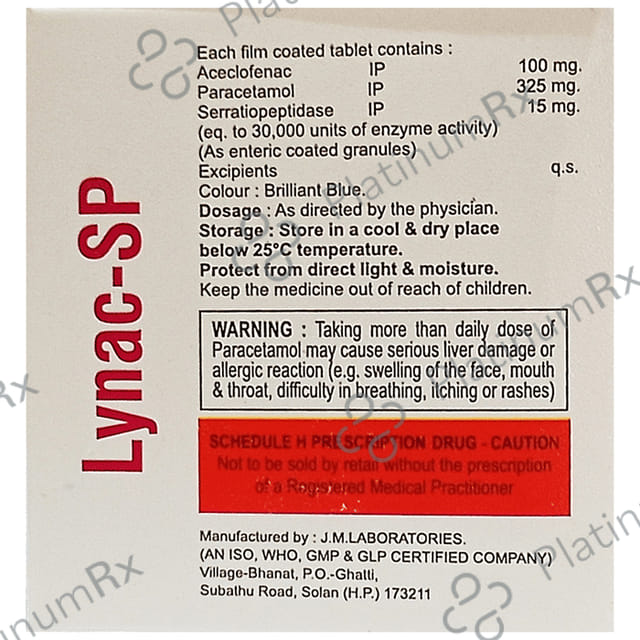 Lynac-SP
Each film coated tablet contains :
Aceclofenac IP 100 mg.
Paracetamol IP 325 mg.
Serratiopeptidase IP 15 mg.
(eq. to 30,000 units of enzyme activity)
(As enteric coated granules)
Excipients q.s.
Colour : Brilliant Blue.
Dosage : As directed by the physician.
Storage : Store in a cool & dry place
below 25°C temperature.
Protect from direct light & moisture.
Keep the medicine out of reach of children.
WARNING : Taking more than daily dose of
Paracetamol may cause serious liver damage or
allergic reaction (e.g. swelling of the face, mouth
& throat, difficulty in breathing, itching or rashes)
SCHEDULE H PRESCRIPTION DRUG - CAUTION
Not to be sold by retail without the prescription
of a Registered Medical Practitioner
Manufactured by : J.M.LABORATORIES.
(AN ISO, WHO, GMP & GLP CERTIFIED COMPANY)
Village-Bhanat, P.O.-Ghatti,
Subathu Road, Solan (H.P.) 173211
PlatinumRx
PlatinumRx
PlatinumRx
PlatinumRx